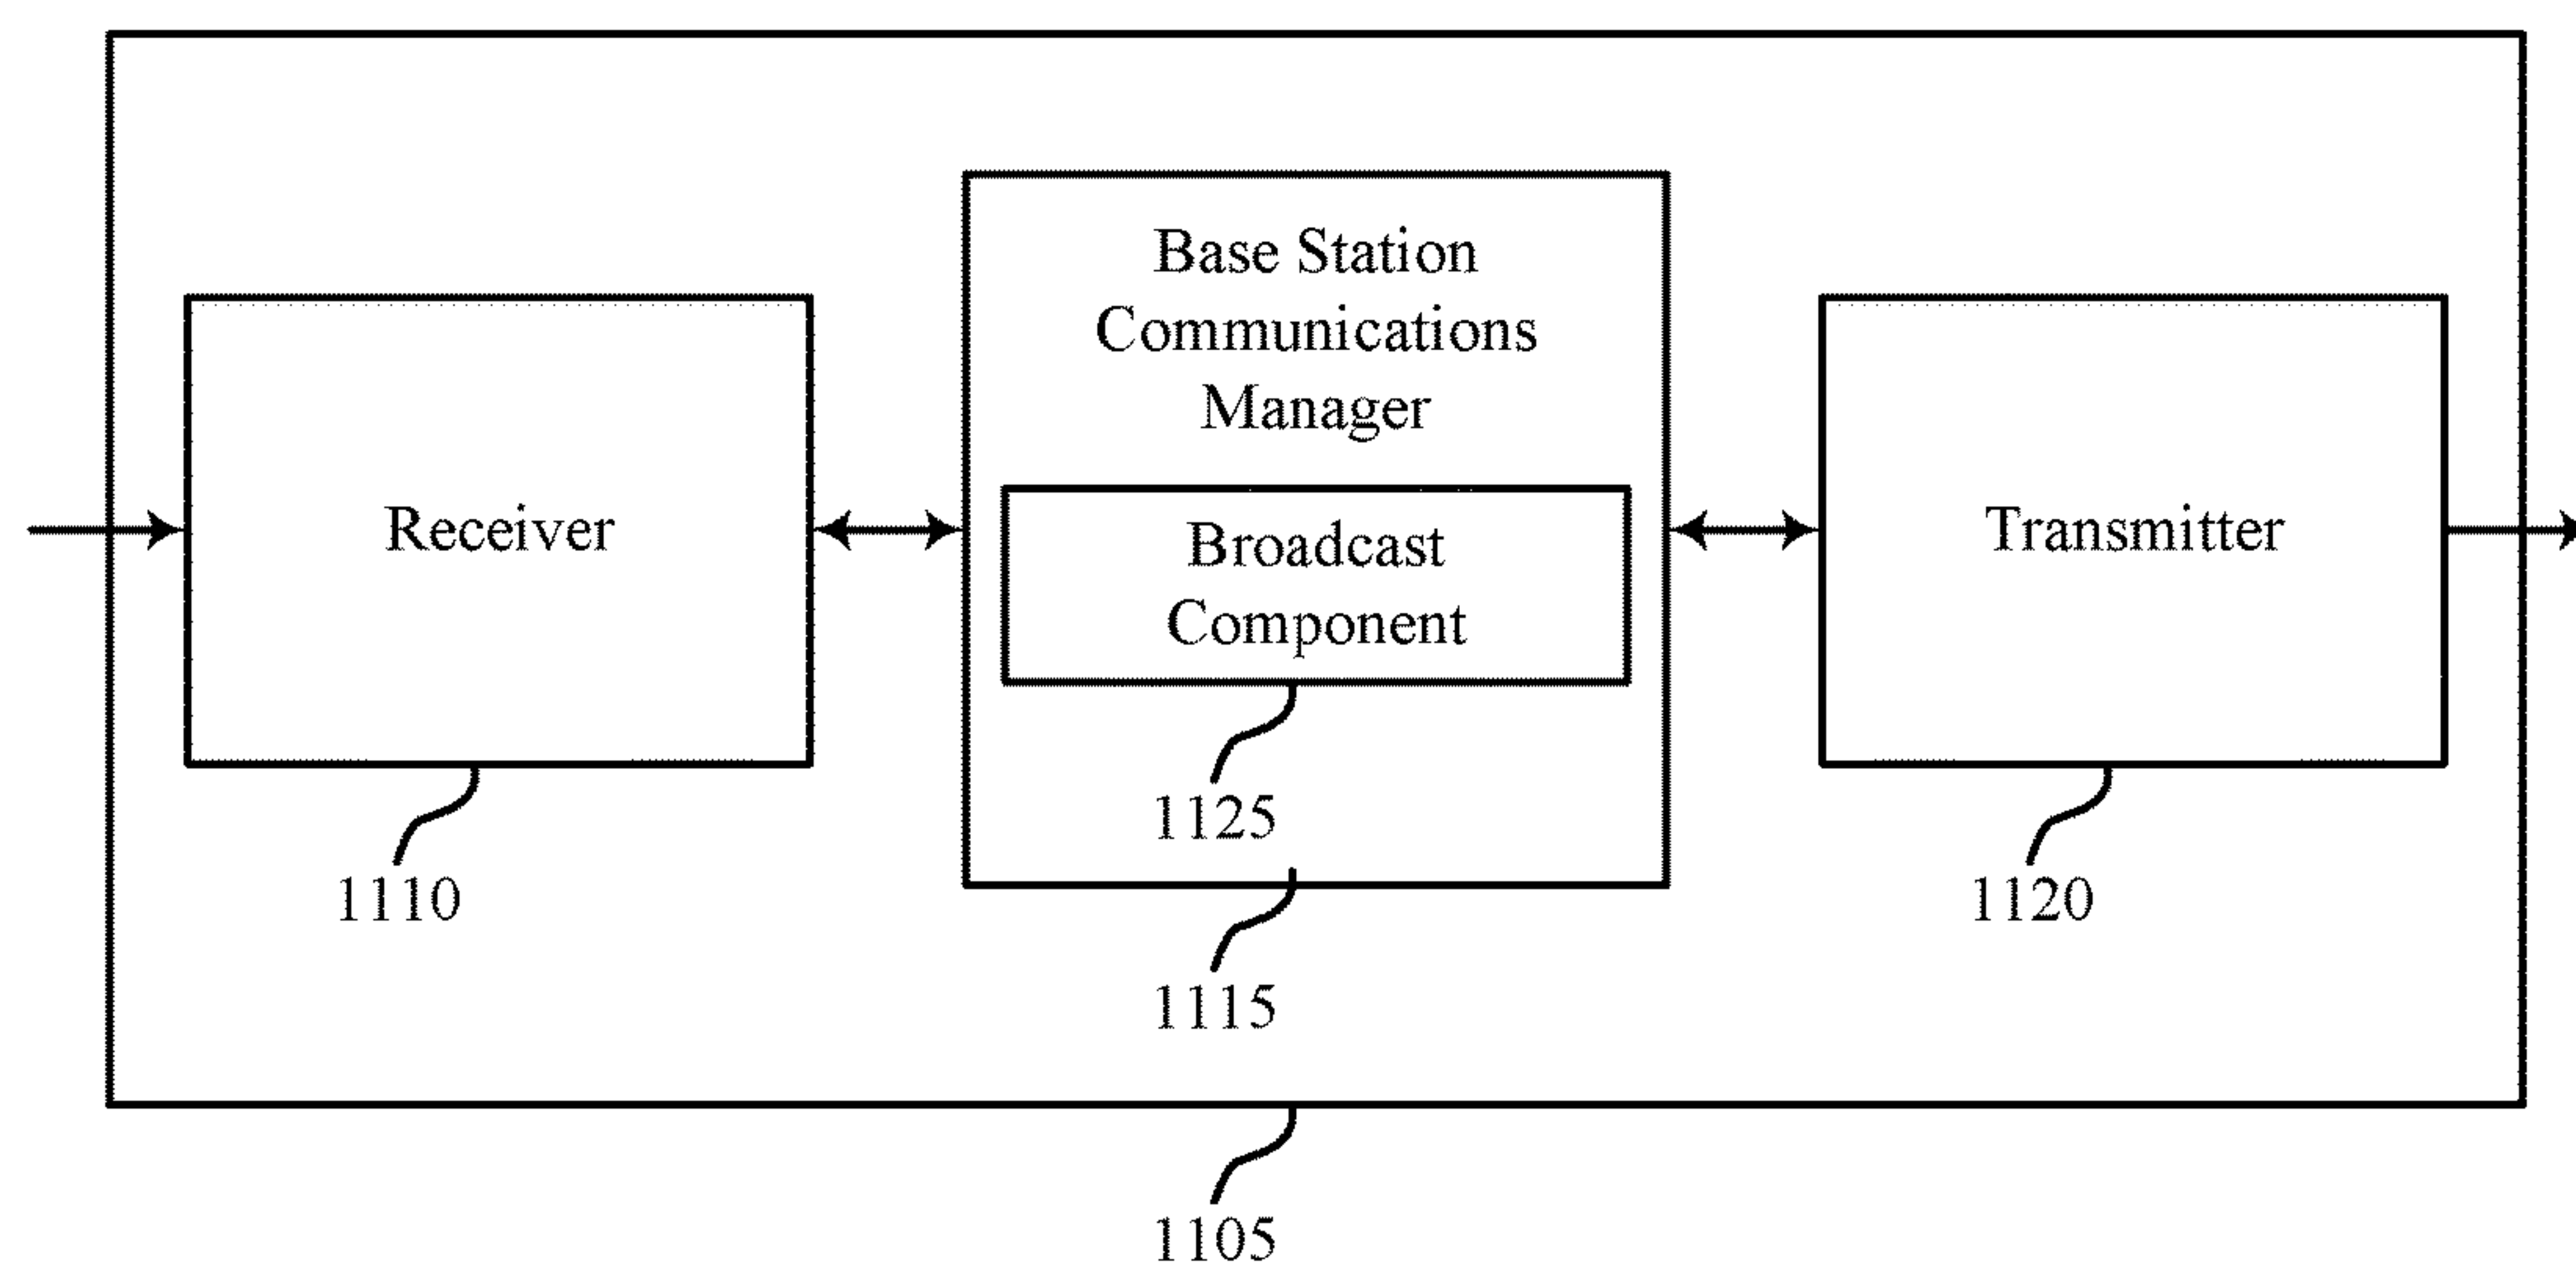 Base Station
Communications
Manager
Receiver
Broadcast
Component
Transmitter
1125
1110
1120
1115
1105